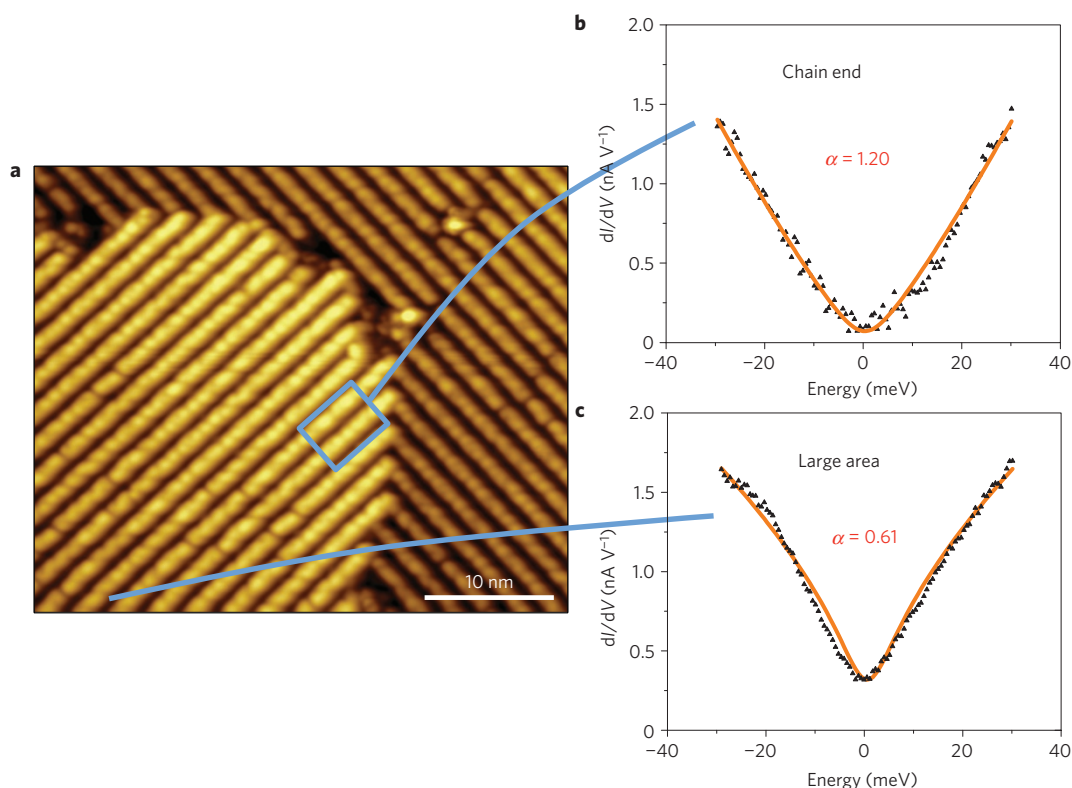 a
10 nm
b
2.0
1.5
1.0
0.5
0
dI/dV (nA V⁻¹)
Chain end
α = 1.20
−40
−20
0
20
40
Energy (meV)
c
2.0
1.5
1.0
0.5
0
dI/dV (nA V⁻¹)
Large area
α = 0.61
−40
−20
0
20
40
Energy (meV)